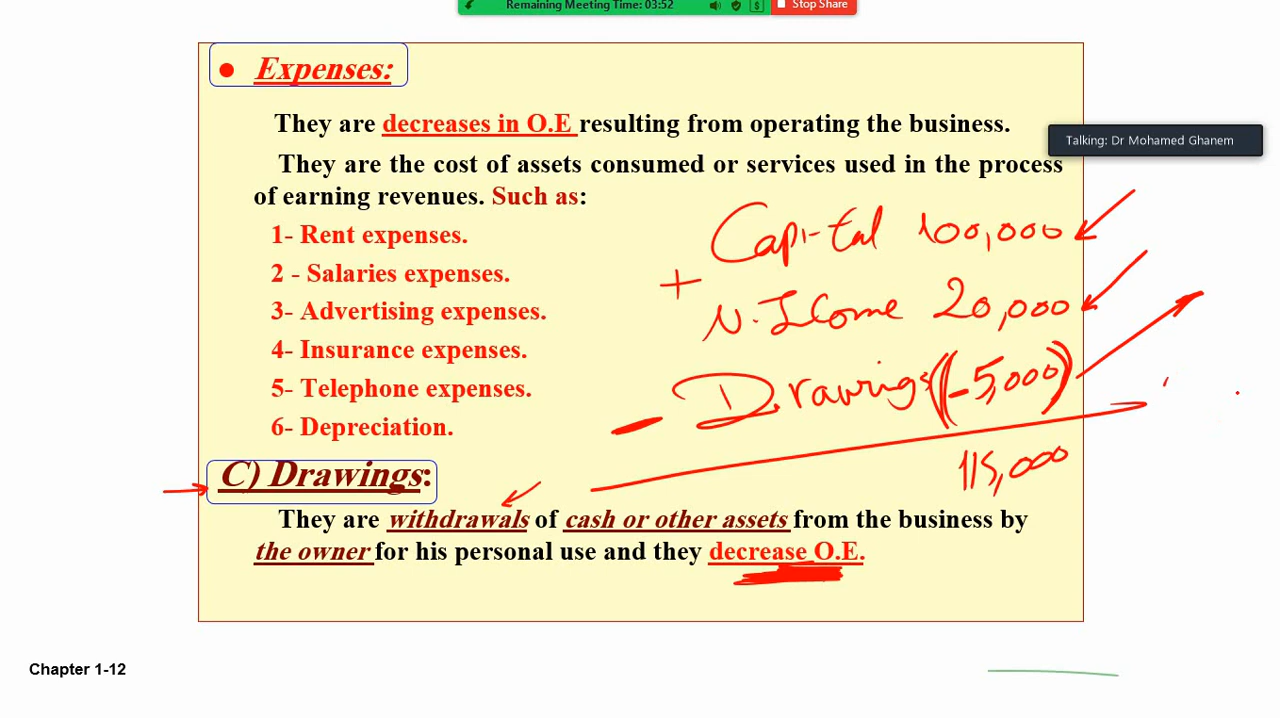 Remaining Meeting Time: 03:52
Stop Share
• Expenses:
They are decreases in O.E resulting from operating the business.
Talking: Dr Mohamed Ghanem
They are the cost of assets consumed or services used in the process
of earning revenues. Such as:
1- Rent expenses.
2 - Salaries expenses.
3- Advertising expenses.
4- Insurance expenses.
5- Telephone expenses.
6- Depreciation.
Capital 100,000
+
N. Icome 20,000
- Drawings (-5,000)
115,000
C) Drawings:
They are withdrawals of cash or other assets from the business by
the owner for his personal use and they decrease O.E.
Chapter 1-12